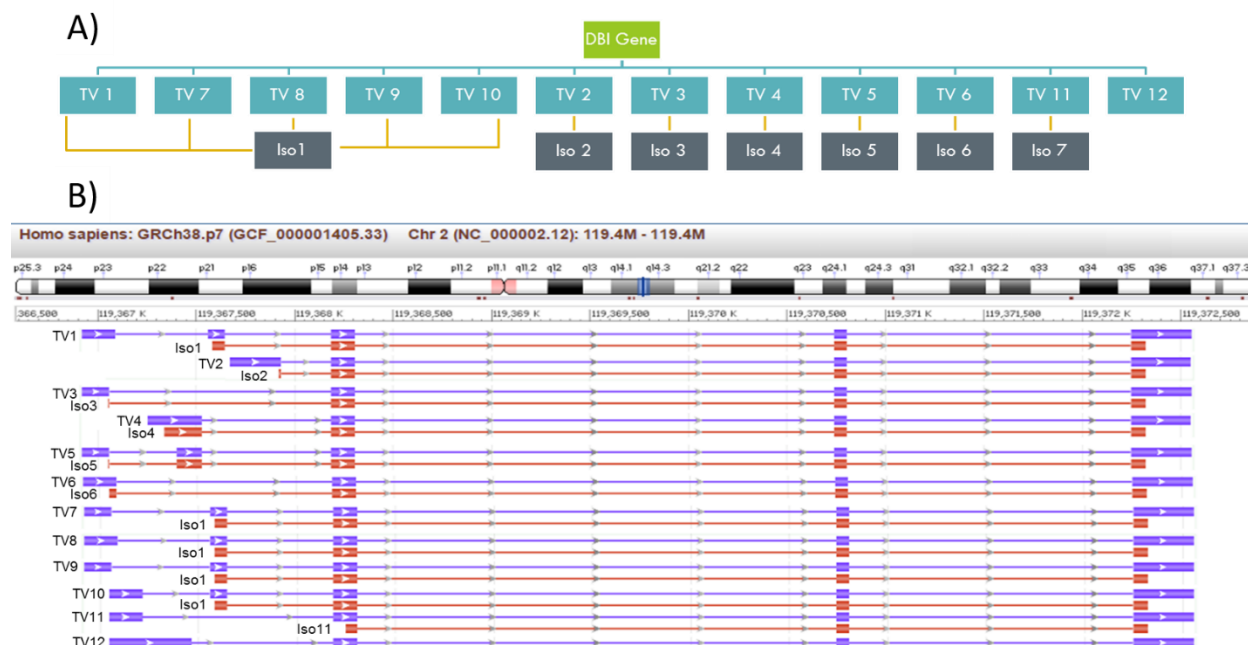 A)
DBI Gene
TV 1 TV 7 TV 8 TV 9 TV 10 TV 2 TV 3 TV 4 TV 5 TV 6 TV 11 TV 12
Iso1 Iso 2 Iso 3 Iso 4 Iso 5 Iso 6 Iso 7
B)
Homo sapiens: GRCh38.p7 (GCF_000001405.33) Chr 2 (NC_000002.12): 119.4M - 119.4M
p25.3 p24 p23 p22 p21 p16 p15 p14 p13 p12 p11.2 p11.1 q11.2 q12 q13 q14.1 q14.3 q21.2 q22 q23 q24.1 q24.3 q31 q32.1 q32.2 q33 q34 q35 q36 q37.1 q37.3
366,500 119,367 K 119,367,500 119,368 K 119,368,500 119,369 K 119,369,500 119,370 K 119,370,500 119,371 K 119,371,500 119,372 K 119,372,500
TV1
Iso1
TV2
Iso2
TV3
Iso3
TV4
Iso4
TV5
Iso5
TV6
Iso6
TV7
Iso1
TV8
Iso1
TV9
Iso1
TV10
Iso1
TV11
Iso11
TV12